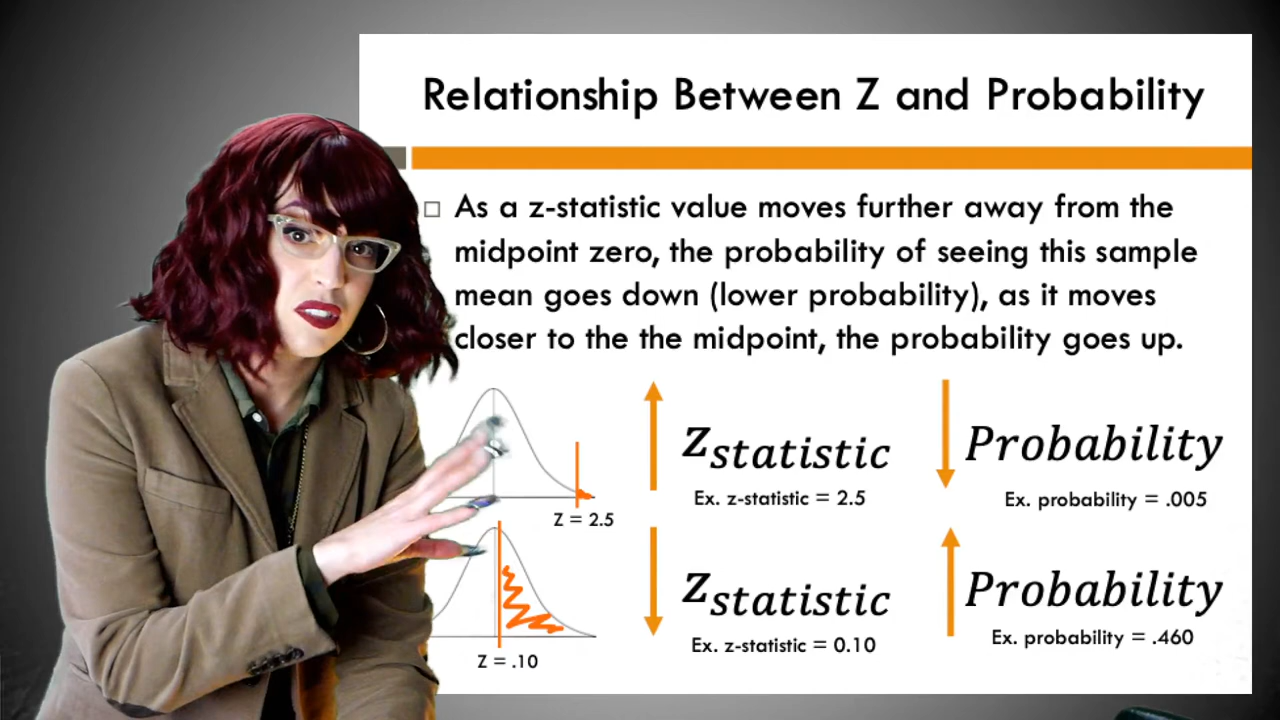 Relationship Between Z and Probability
As a z-statistic value moves further away from the
midpoint zero, the probability of seeing this sample
mean goes down (lower probability), as it moves
closer to the the midpoint, the probability goes up.
Z = 2.5
z statistic
Ex. z-statistic = 2.5
Probability
Ex. probability = .005
Z = .10
z statistic
Ex. z-statistic = 0.10
Probability
Ex. probability = .460